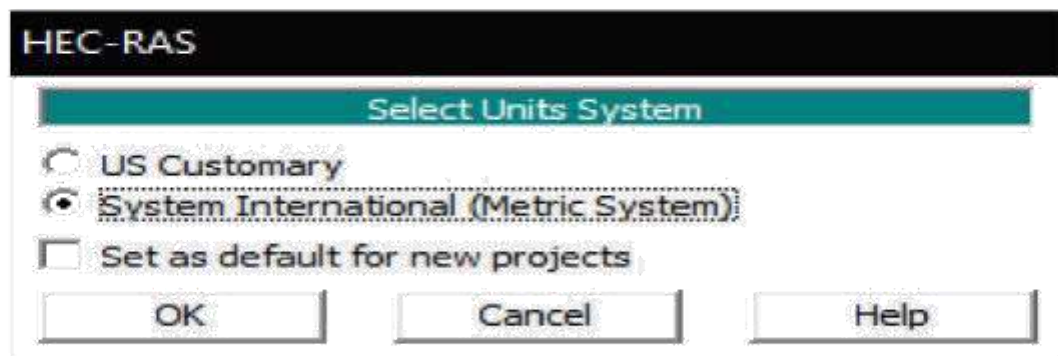 HEC-RAS
Select Units System
US Customary
System International (Metric System)
Set as default for new projects
OK Cancel Help